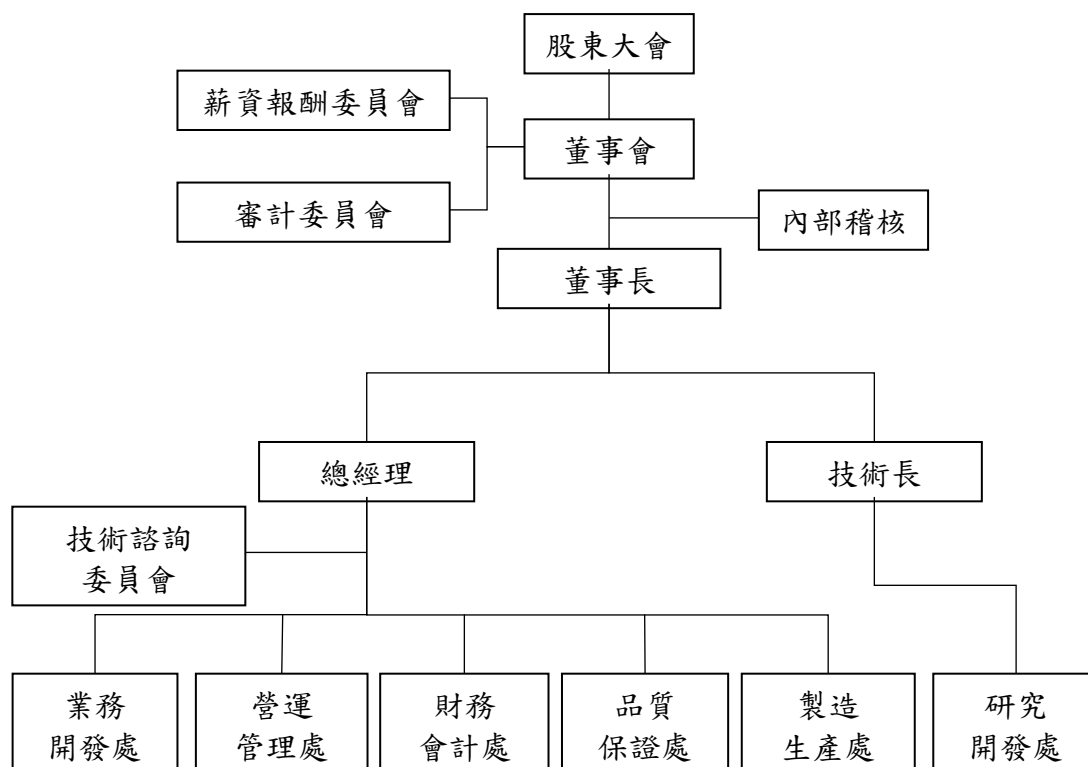 股東大會
薪資報酬委員會
董事會
審計委員會
內部稽核
董事長
總經理
技術長
技術諮詢
委員會
業務
開發處
營運
管理處
財務
會計處
品質
保證處
製造
生產處
研究
開發處